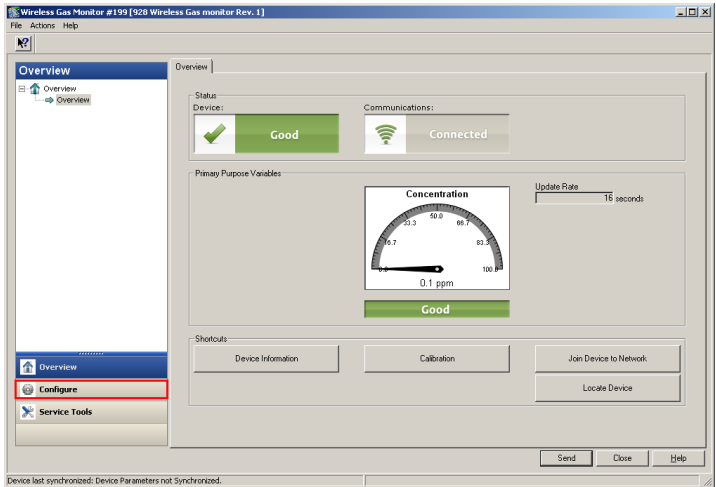 Wireless Gas Monitor #199 [928 Wireless Gas monitor Rev. 1]
File Actions Help
Overview
Overview
Overview
Overview
Status
Device:
Communications:
Good
Connected
Primary Purpose Variables
Concentration
0.0
16.7
33.3
50.0
66.7
83.3
100.0
0.1 ppm
Good
Update Rate
16 seconds
Shortcuts
Device Information
Calibration
Join Device to Network
Locate Device
Overview
Configure
Service Tools
Send
Close
Help
Device last synchronized: Device Parameters not Synchronized.